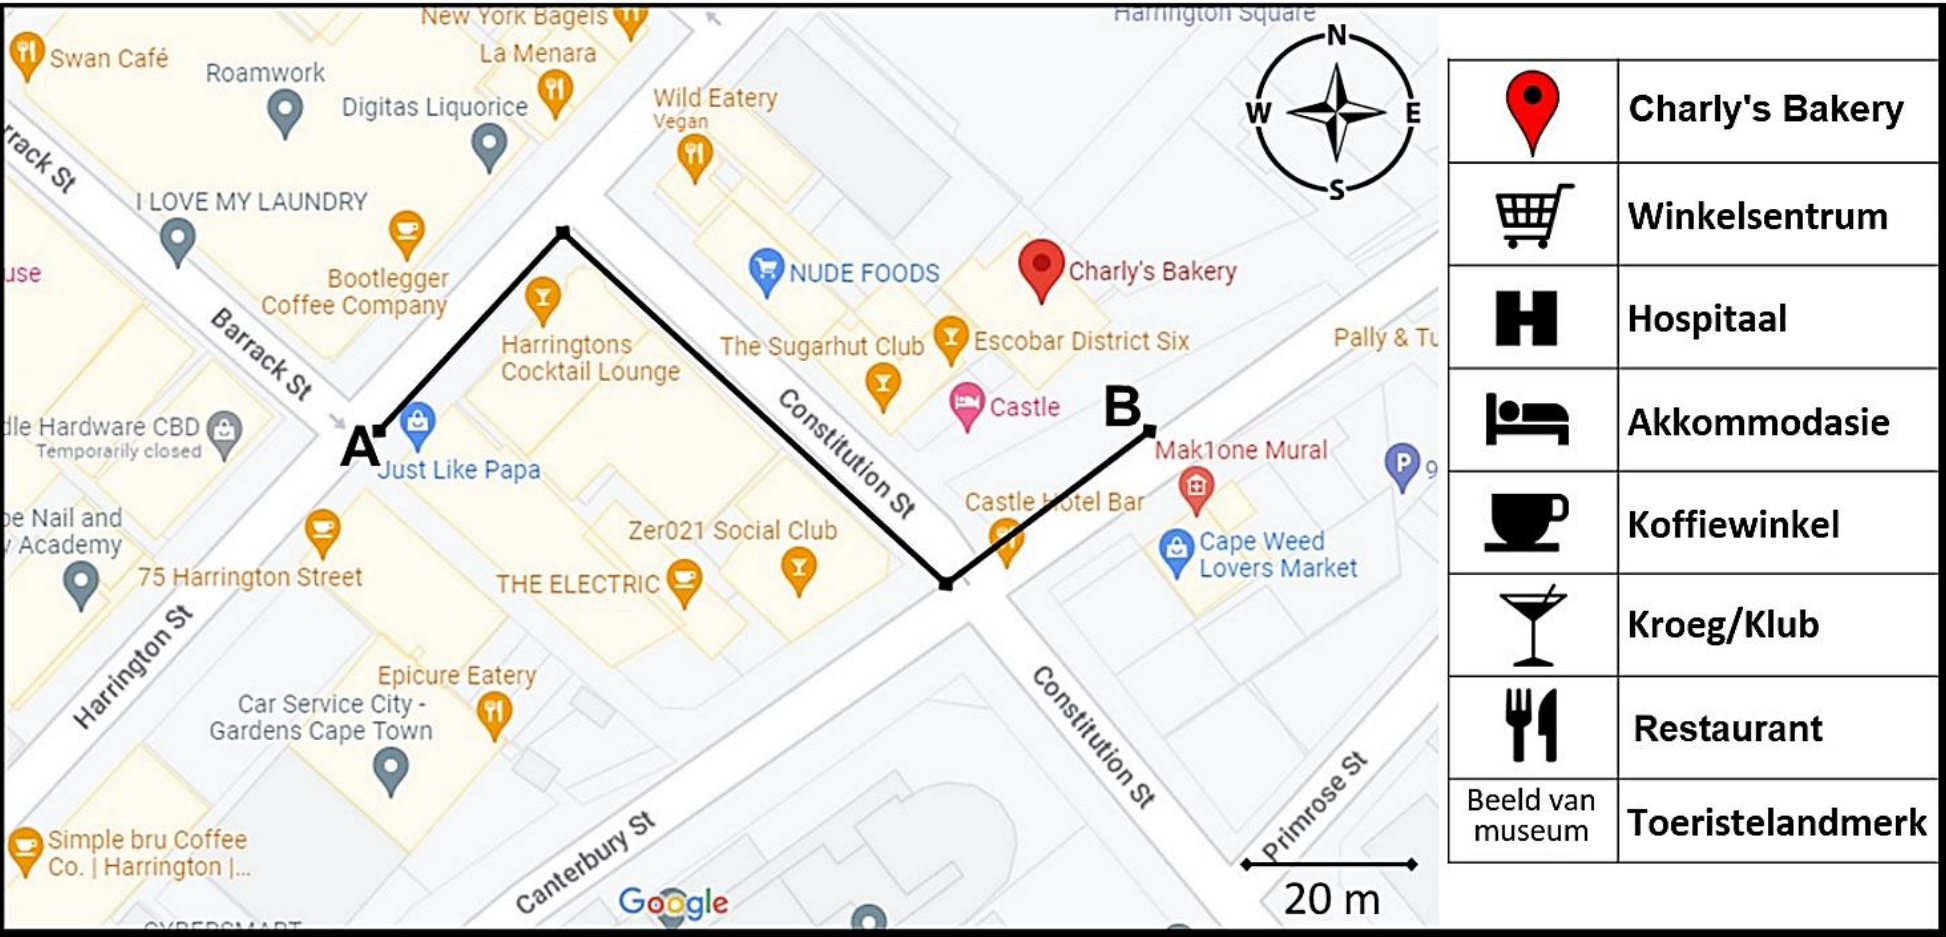 New York Bagels
Harrington Square
Swan Café
La Menara
Roamwork
Digitas Liquorice
Wild Eatery
Vegan
N
W
E
S
rrack St
I LOVE MY LAUNDRY
use
Bootlegger
Coffee Company
NUDE FOODS
Charly's Bakery
Barrack St
Harringtons
Cocktail Lounge
The Sugarhut Club
Escobar District Six
Pally & Tu
Constitution St
Castle
B
A
dle Hardware CBD
Temporarily closed
Just Like Papa
Mak1one Mural
P
9
Castle Hotel Bar
pe Nail and
y Academy
75 Harrington Street
Zer021 Social Club
THE ELECTRIC
Cape Weed
Lovers Market
Harrington St
Epicure Eatery
Car Service City -
Gardens Cape Town
Constitution St
Primrose St
Simple bru Coffee
Co. | Harrington |...
Canterbury St
Google
20 m
CYBERSMART
Charly's Bakery
Winkelsentrum
H
Hospitaal
Akkommodasie
Koffiewinkel
Kroeg/Klub
Restaurant
Beeld van
museum
Toeristelandmerk